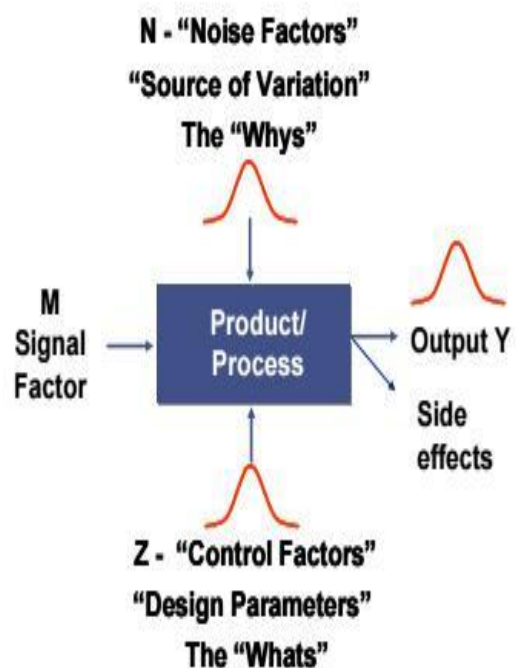 N - “Noise Factors”
“Source of Variation”
The “Whys”
M
Signal
Factor
Product/
Process
Output Y
Side
effects
Z - “Control Factors”
“Design Parameters”
The “Whats”